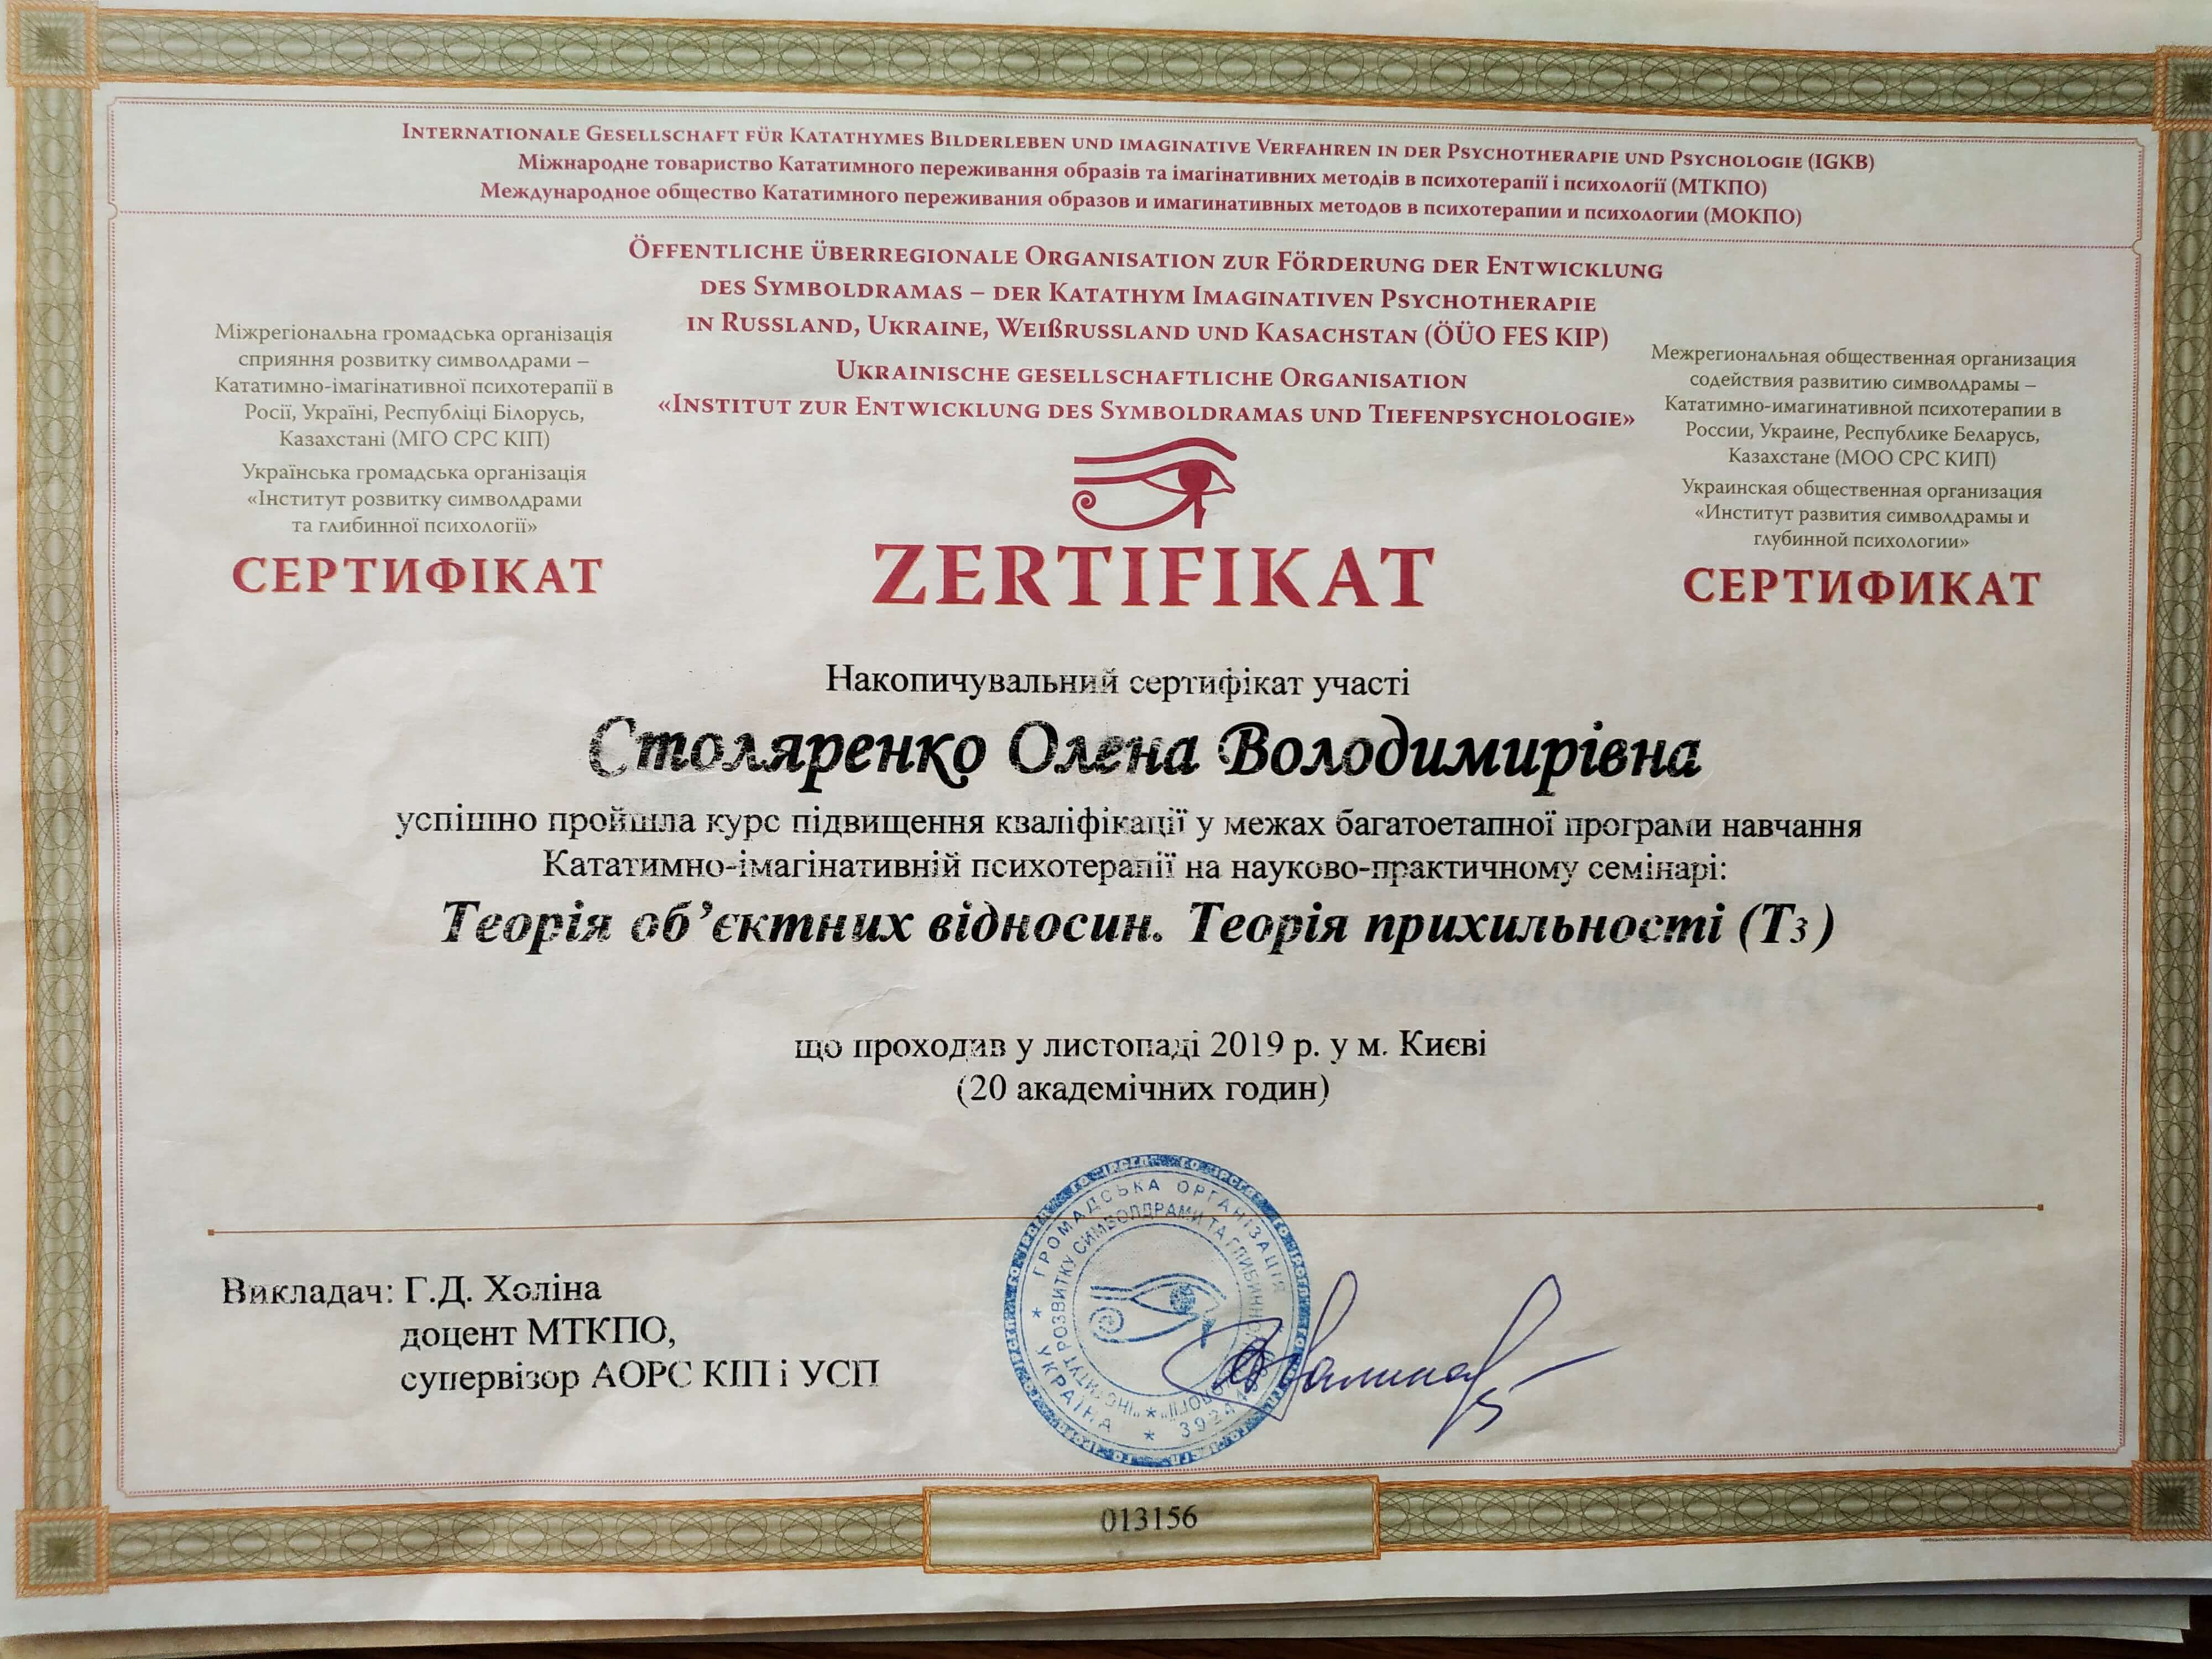 INTERNATIONALE GESELLSCHAFT FÜR KATATHYMES BILDERLEBEN UND IMAGINATIVE VERFAHREN IN DER PSYCHOTHERAPIE UND PSYCHOLOGIE (IGKB)
Міжнародне товариство Кататимного переживання образів та імагінативних методів в психотерапії і психології (МТКПО)
Международное общество Кататимного переживания образов и имагинативных методов в психотерапии и психологии (МОКПО)
ÖFFENTLICHE ÜBERREGIONALE ORGANISATION ZUR FÖRDERUNG DER ENTWICKLUNG
DES SYMBOLDRAMAS – DER KATATHYM IMAGINATIVEN PSYCHOTHERAPIE
IN RUSSLAND, UKRAINE, WEIßRUSSLAND UND KASACHSTAN (ÖÜO FES KIP)
UKRAINISCHE GESELLSCHAFTLICHE ORGANISATION
«INSTITUT ZUR ENTWICKLUNG DES SYMBOLDRAMAS UND TIEFENPSYCHOLOGIE»
Міжрегіональна громадська організація
сприяння розвитку символдрами –
Кататимно-імагінативної психотерапії в
Росії, Україні, Республіці Білорусь,
Казахстані (МГО СРС КІП)
Українська громадська організація
«Інститут розвитку символдрами
та глибинної психології»
СЕРТИФІКАТ
ZERTIFIKAT
Межрегиональная общественная организация
содействия развитию символдрамы –
Кататимно-имагинативной психотерапии в
России, Украине, Республике Беларусь,
Казахстане (МОО СРС КИП)
Украинская общественная организация
«Институт развития символдрамы и
глубинной психологии»
СЕРТИФИКАТ
Накопичувальний сертифікат участі
Столяренко Олена Володимирівна
успішно пройшла курс підвищення кваліфікації у межах багатоетапної програми навчання
Кататимно-імагінативній психотерапії на науково-практичному семінарі:
Теорія об’єктних відносин. Теорія прихильності (Т3)
що проходив у листопаді 2019 р. у м. Києві
(20 академічних годин)
Викладач: Г.Д. Холіна
доцент МТКПО,
супервізор АОРС КІП і УСП
ГРОМАДСЬКА ОРГАНІЗАЦІЯ
РОЗВИТКУ СИМВОЛДРАМИ ТА ГЛИБИННОЇ
УКРАЇНА
013156